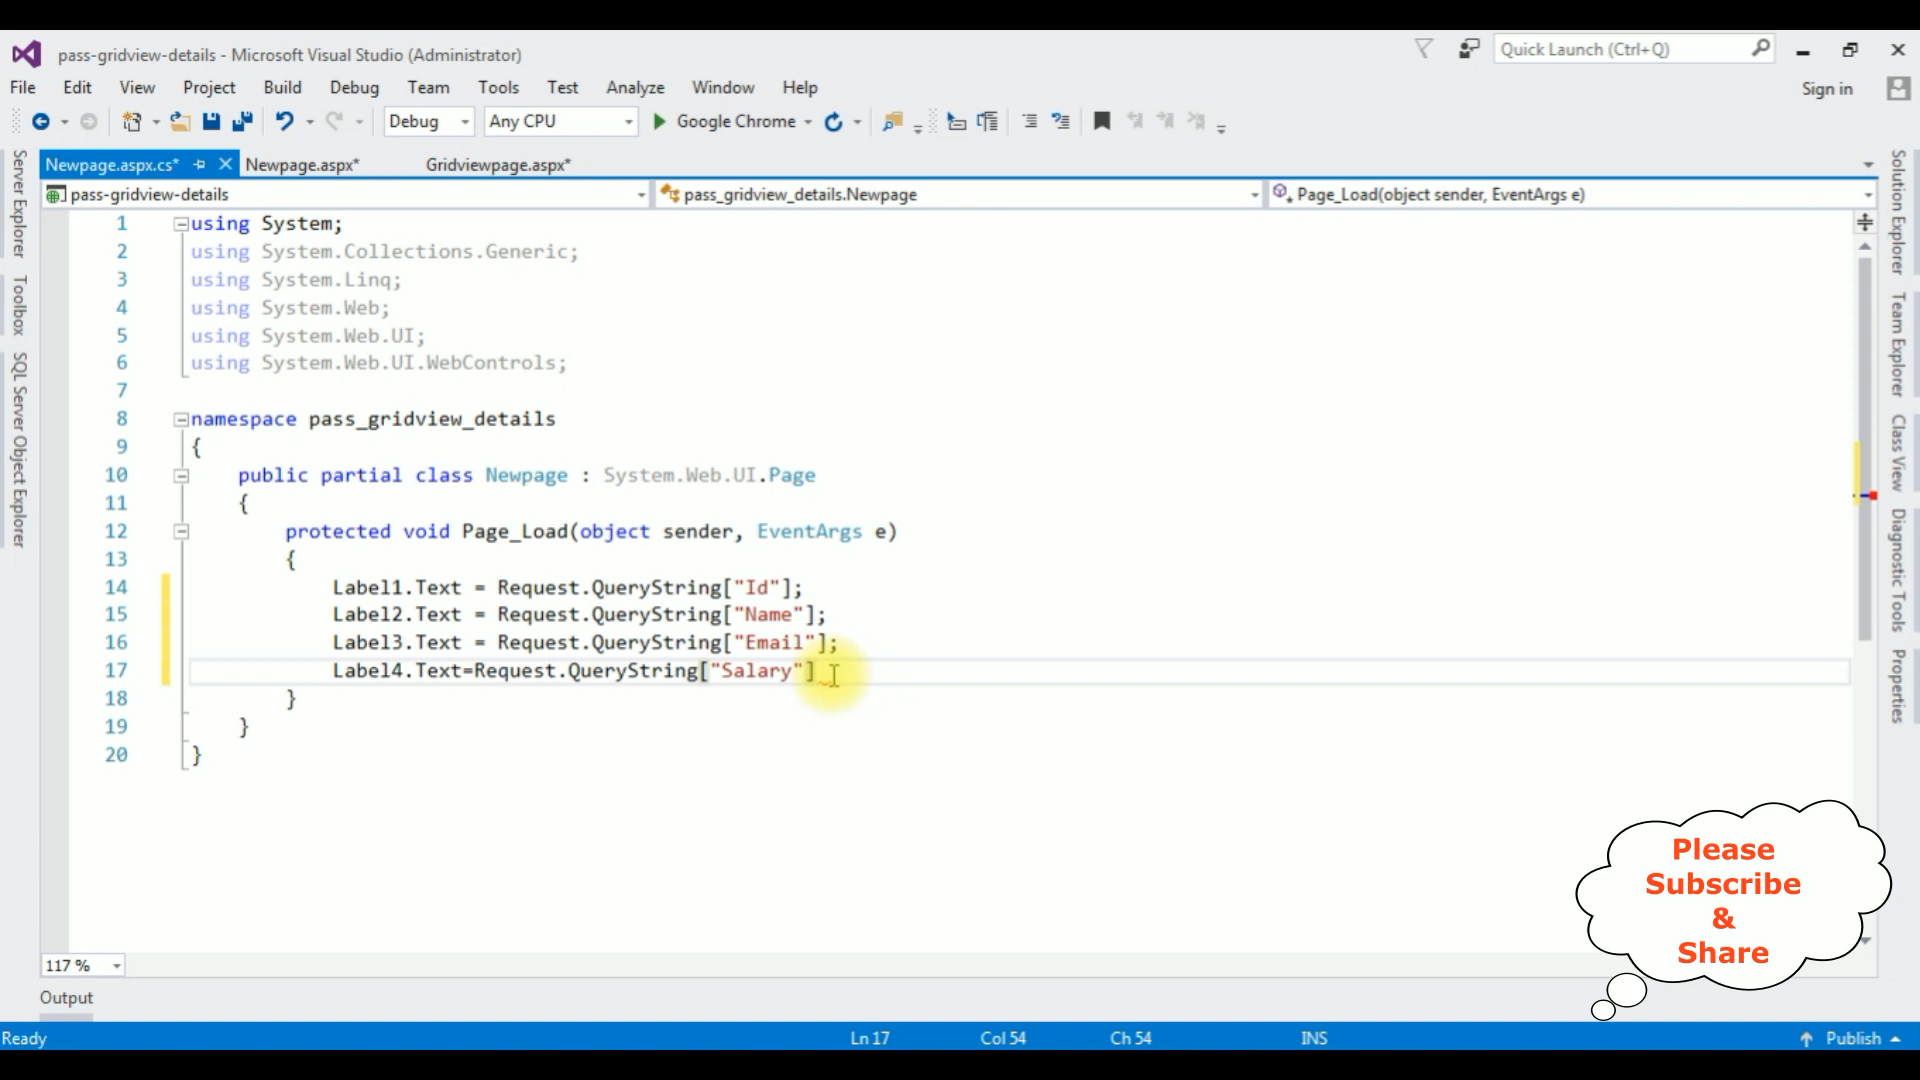 pass-gridview-details - Microsoft Visual Studio (Administrator)
Quick Launch (Ctrl+Q)
File Edit View Project Build Debug Team Tools Test Analyze Window Help
Sign in
Debug Any CPU Google Chrome
Newpage.aspx.cs* Newpage.aspx* Gridviewpage.aspx*
pass-gridview-details pass_gridview_details.Newpage Page_Load(object sender, EventArgs e)
Server Explorer
Toolbox
SQL Server Object Explorer
1 using System;
2 using System.Collections.Generic;
3 using System.Linq;
4 using System.Web;
5 using System.Web.UI;
6 using System.Web.UI.WebControls;
7
8 namespace pass_gridview_details
9 {
10 public partial class Newpage : System.Web.UI.Page
11 {
12 protected void Page_Load(object sender, EventArgs e)
13 {
14 Label1.Text = Request.QueryString["Id"];
15 Label2.Text = Request.QueryString["Name"];
16 Label3.Text = Request.QueryString["Email"];
17 Label4.Text=Request.QueryString["Salary"]
18 }
19 }
20 }
Solution Explorer
Team Explorer
Class View
Diagnostic Tools
Properties
Please
Subscribe
&
Share
117 %
Output
Ready Ln 17 Col 54 Ch 54 INS Publish